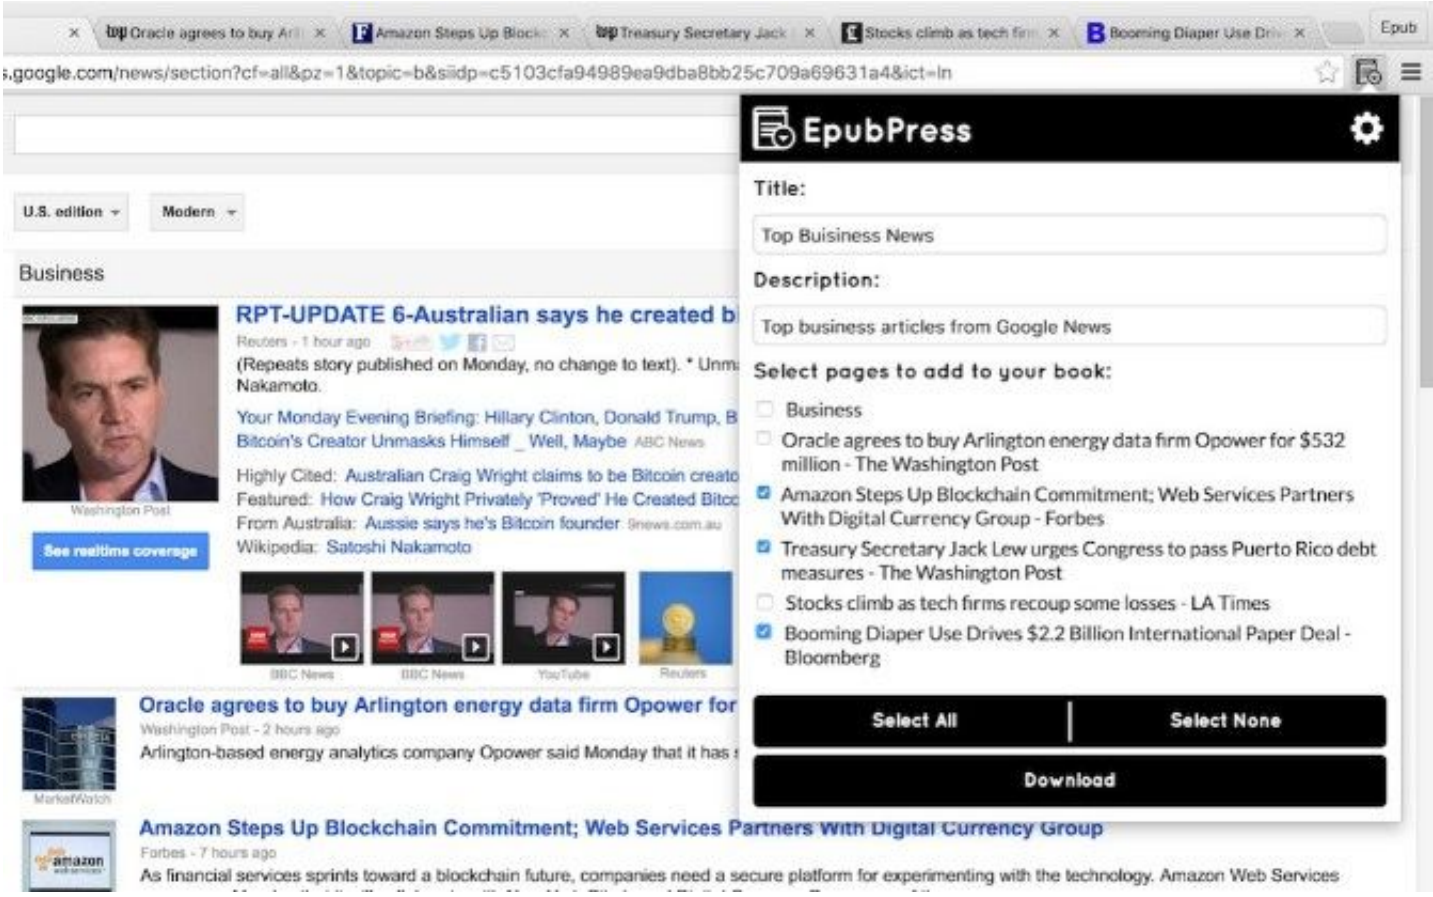 Oracle agrees to buy Arli
Amazon Steps Up Blockc
Treasury Secretary Jack
Stocks climb as tech firm
Booming Diaper Use Driv
Epub
s.google.com/news/section?cf=all&pz=1&topic=b&siidp=c5103cfa94989ea9dba8bb25c709a69631a4&ict=ln
U.S. edition
Modern
Business
RPT-UPDATE 6-Australian says he created bi
Reuters - 1 hour ago
(Repeats story published on Monday, no change to text). * Unma
Nakamoto.
Your Monday Evening Briefing: Hillary Clinton, Donald Trump, B
Bitcoin's Creator Unmasks Himself _ Well, Maybe ABC News
Highly Cited: Australian Craig Wright claims to be Bitcoin creato
Featured: How Craig Wright Privately 'Proved' He Created Bitco
From Australia: Aussie says he's Bitcoin founder 9news.com.au
Wikipedia: Satoshi Nakamoto
Washington Post
See realtime coverage
BBC News
BBC News
YouTube
Reuters
Oracle agrees to buy Arlington energy data firm Opower for
Washington Post - 2 hours ago
Arlington-based energy analytics company Opower said Monday that it has s
MarketWatch
Amazon Steps Up Blockchain Commitment; Web Services Partners With Digital Currency Group
Forbes - 7 hours ago
As financial services sprints toward a blockchain future, companies need a secure platform for experimenting with the technology. Amazon Web Services
amazon
EpubPress
Title:
Top Buisiness News
Description:
Top business articles from Google News
Select pages to add to your book:
Business
Oracle agrees to buy Arlington energy data firm Opower for $532
million - The Washington Post
Amazon Steps Up Blockchain Commitment; Web Services Partners
With Digital Currency Group - Forbes
Treasury Secretary Jack Lew urges Congress to pass Puerto Rico debt
measures - The Washington Post
Stocks climb as tech firms recoup some losses - LA Times
Booming Diaper Use Drives $2.2 Billion International Paper Deal -
Bloomberg
Select All
Select None
Download